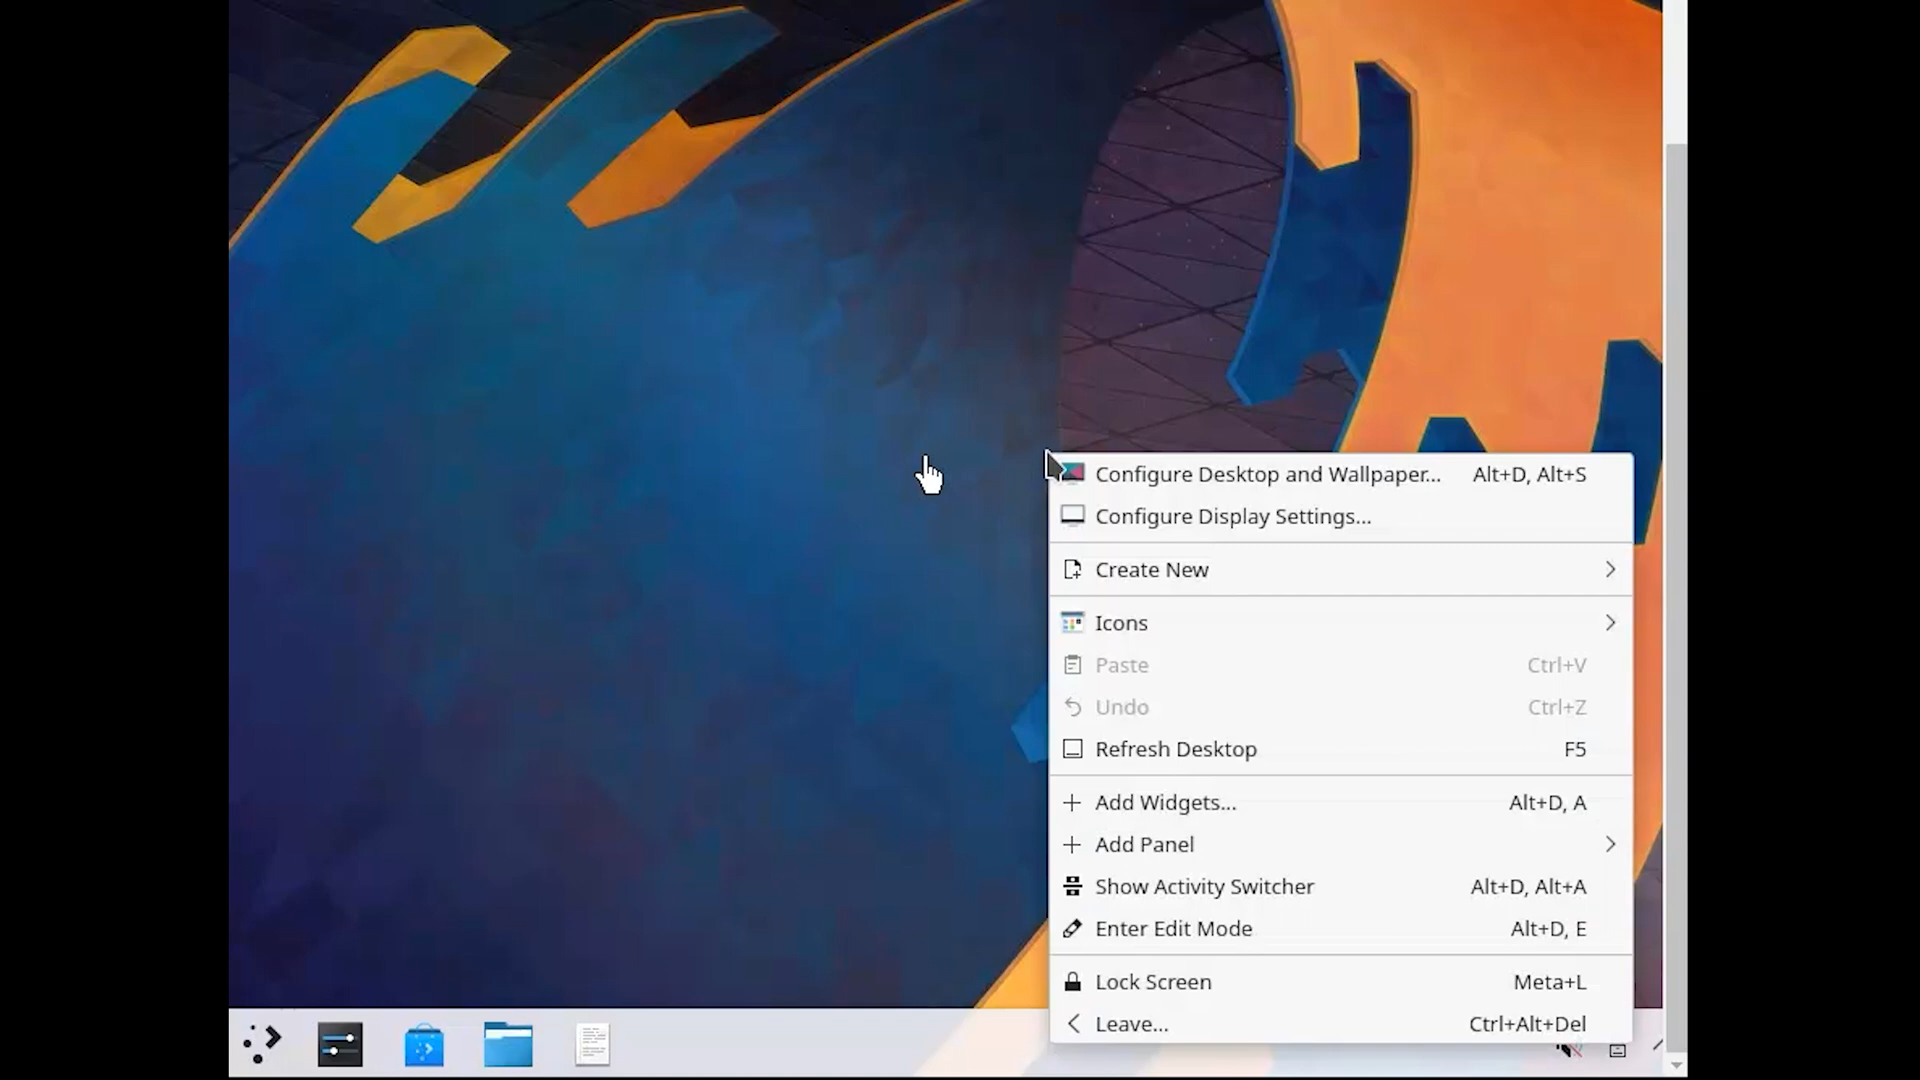 Configure Desktop and Wallpaper... Alt+D, Alt+S
Configure Display Settings...
Create New
Icons
Paste Ctrl+V
Undo Ctrl+Z
Refresh Desktop F5
Add Widgets... Alt+D, A
Add Panel
Show Activity Switcher Alt+D, Alt+A
Enter Edit Mode Alt+D, E
Lock Screen Meta+L
Leave... Ctrl+Alt+Del